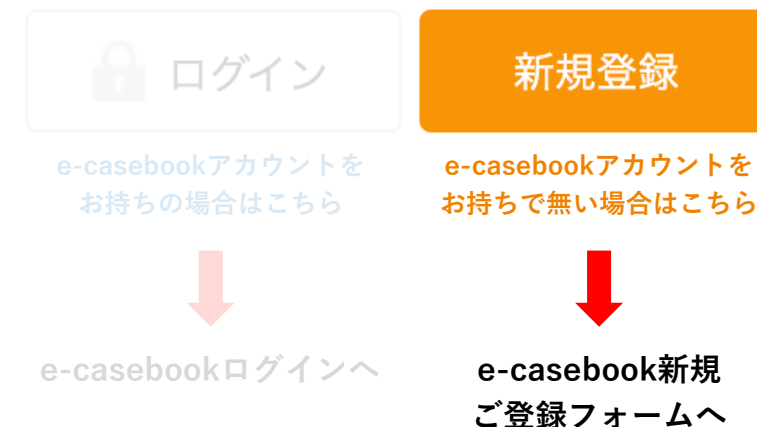 ログイン
e-casebookアカウントを
お持ちの場合はこちら
e-casebookログインへ
新規登録
e-casebookアカウントを
お持ちで無い場合はこちら
e-casebook新規
ご登録フォームへ